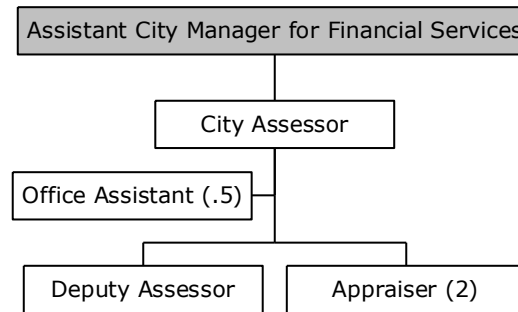 Assistant City Manager for Financial Services
City Assessor
Office Assistant (.5)
Deputy Assessor
Appraiser (2)